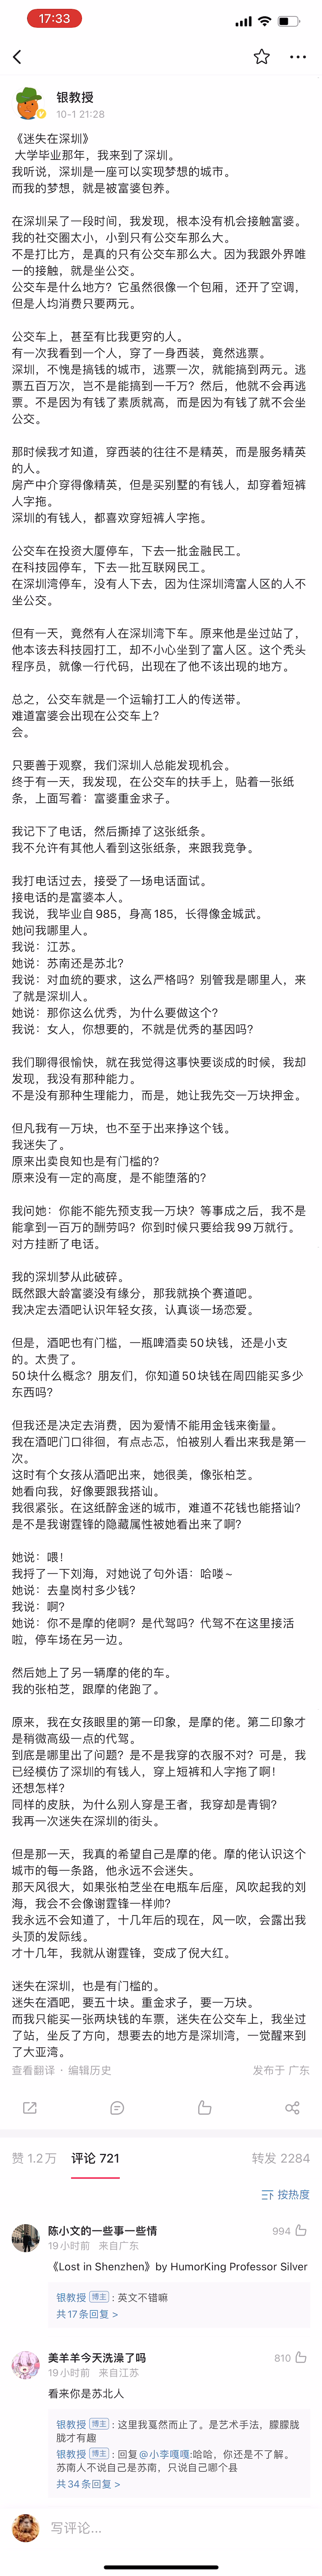 17:33
银教授
10-1 21:28
《迷失在深圳》
大学毕业那年，我来到了深圳。
我听说，深圳是一座可以实现梦想的城市。
而我的梦想，就是被富婆包养。
在深圳呆了一段时间，我发现，根本没有机会接触富婆。
我的社交圈太小，小到只有公交车那么大。
不是打比方，是真的只有公交车那么大。因为我跟外界唯
一的接触，就是坐公交。
公交车是什么地方？它虽然很像一个包厢，还开了空调，
但是人均消费只要两元。
公交车上，甚至有比我更穷的人。
有一次我看到一个人，穿了一身西装，竟然逃票。
深圳，不愧是搞钱的城市，逃票一次，就能搞到两元。逃
票五百万次，岂不是能搞到一千万？然后，他就不会再逃
票。不是因为有钱了素质就高，而是因为有钱了就不会坐
公交。
那时候我才知道，穿西装的往往不是精英，而是服务精英
的人。
房产中介穿得像精英，但是买别墅的有钱人，却穿着短裤
人字拖。
深圳的有钱人，都喜欢穿短裤人字拖。
公交车在投资大厦停车，下去一批金融民工。
在科技园停车，下去一批互联网民工。
在深圳湾停车，没有人下去，因为住深圳湾富人区的人不
坐公交。
但有一天，竟然有人在深圳湾下车。原来他是坐过站了，
他本该去科技园打工，却不小心坐到了富人区。这个秃头
程序员，就像一行代码，出现在了他不该出现的地方。
总之，公交车就是一个运输打工人的传送带。
难道富婆会出现在公交车上？
会。
只要善于观察，我们深圳人总能发现机会。
终于有一天，我发现，在公交车的扶手上，贴着一张纸
条，上面写着：富婆重金求子。
我记下了电话，然后撕掉了这张纸条。
我不允许有其他人看到这张纸条，来跟我竞争。
我打电话过去，接受了一场电话面试。
接电话的是富婆本人。
我说，我毕业自985，身高185，长得像金城武。
她问我哪里人。
我说：江苏。
她说：苏南还是苏北？
我说：对血统的要求，这么严格吗？别管我是哪里人，来
了就是深圳人。
她说：那你这么优秀，为什么要做这个？
我说：女人，你想要的，不就是优秀的基因吗？
我们聊得很愉快，就在我觉得这事快要谈成的时候，我却
发现，我没有那种能力。
不是没有那种生理能力，而是，她让我先交一万块押金。
但凡我有一万块，也不至于出来挣这个钱。
我迷失了。
原来出卖良知也是有门槛的？
原来没有一定的高度，是不能堕落的？
我问她：你能不能先预支我一万块？等事成之后，我不是
能拿到一百万的酬劳吗？你到时候只要给我99万就行。
对方挂断了电话。
我的深圳梦从此破碎。
既然跟大龄富婆没有缘分，那我就换个赛道吧。
我决定去酒吧认识年轻女孩，认真谈一场恋爱。
但是，酒吧也有门槛，一瓶啤酒卖50块钱，还是小支
的。太贵了。
50块什么概念？朋友们，你知道50块钱在周四能买多少
东西吗？
但我还是决定去消费，因为爱情不能用金钱来衡量。
我在酒吧门口徘徊，有点忐忑，怕被别人看出来我是第一
次。
这时有个女孩从酒吧出来，她很美，像张柏芝。
她看向我，好像要跟我搭讪。
我很紧张。在这纸醉金迷的城市，难道不花钱也能搭讪？
是不是我谢霆锋的隐藏属性被她看出来了啊？
她说：喂！
我捋了一下刘海，对她说了句外语：哈喽~
她说：去皇岗村多少钱？
我说：啊？
她说：你不是摩的佬啊？是代驾吗？代驾不在这里接活
啦，停车场在另一边。
然后她上了另一辆摩的佬的车。
我的张柏芝，跟摩的佬跑了。
原来，我在女孩眼里的第一印象，是摩的佬。第二印象才
是稍微高级一点的代驾。
到底是哪里出了问题？是不是我穿的衣服不对？可是，我
已经模仿了深圳的有钱人，穿上短裤和人字拖了啊！
还想怎样？
同样的皮肤，为什么别人穿是王者，我穿却是青铜？
我再一次迷失在深圳的街头。
但是那一天，我真的希望自己是摩的佬。摩的佬认识这个
城市的每一条路，他永远不会迷失。
那天风很大，如果张柏芝坐在电瓶车后座，风吹起我的刘
海，我会不会像谢霆锋一样帅？
我永远不会知道了，十几年后的现在，风一吹，会露出我
头顶的发际线。
才十几年，我就从谢霆锋，变成了倪大红。
迷失在深圳，也是有门槛的。
迷失在酒吧，要五十块。重金求子，要一万块。
而我只能买一张两块钱的车票，迷失在公交车上，我坐过
了站，坐反了方向，想要去的地方是深圳湾，一觉醒来到
了大亚湾。
查看翻译 · 编辑历史 发布于 广东
赞 1.2万 评论 721 转发 2284
按热度
陈小文的一些事一些情 994
19小时前 来自广东
《Lost in Shenzhen》by HumorKing Professor Silver
银教授 博主：英文不错嘛
共17条回复 >
美羊羊今天洗澡了吗 810
19小时前 来自江苏
看来你是苏北人
银教授 博主：这里我戛然而止了。是艺术手法，朦朦胧
胧才有趣
银教授 博主：回复@小李嘎嘎:哈哈，你还是不了解。
苏南人不说自己是苏南，只说自己哪个县
共34条回复 >
写评论...